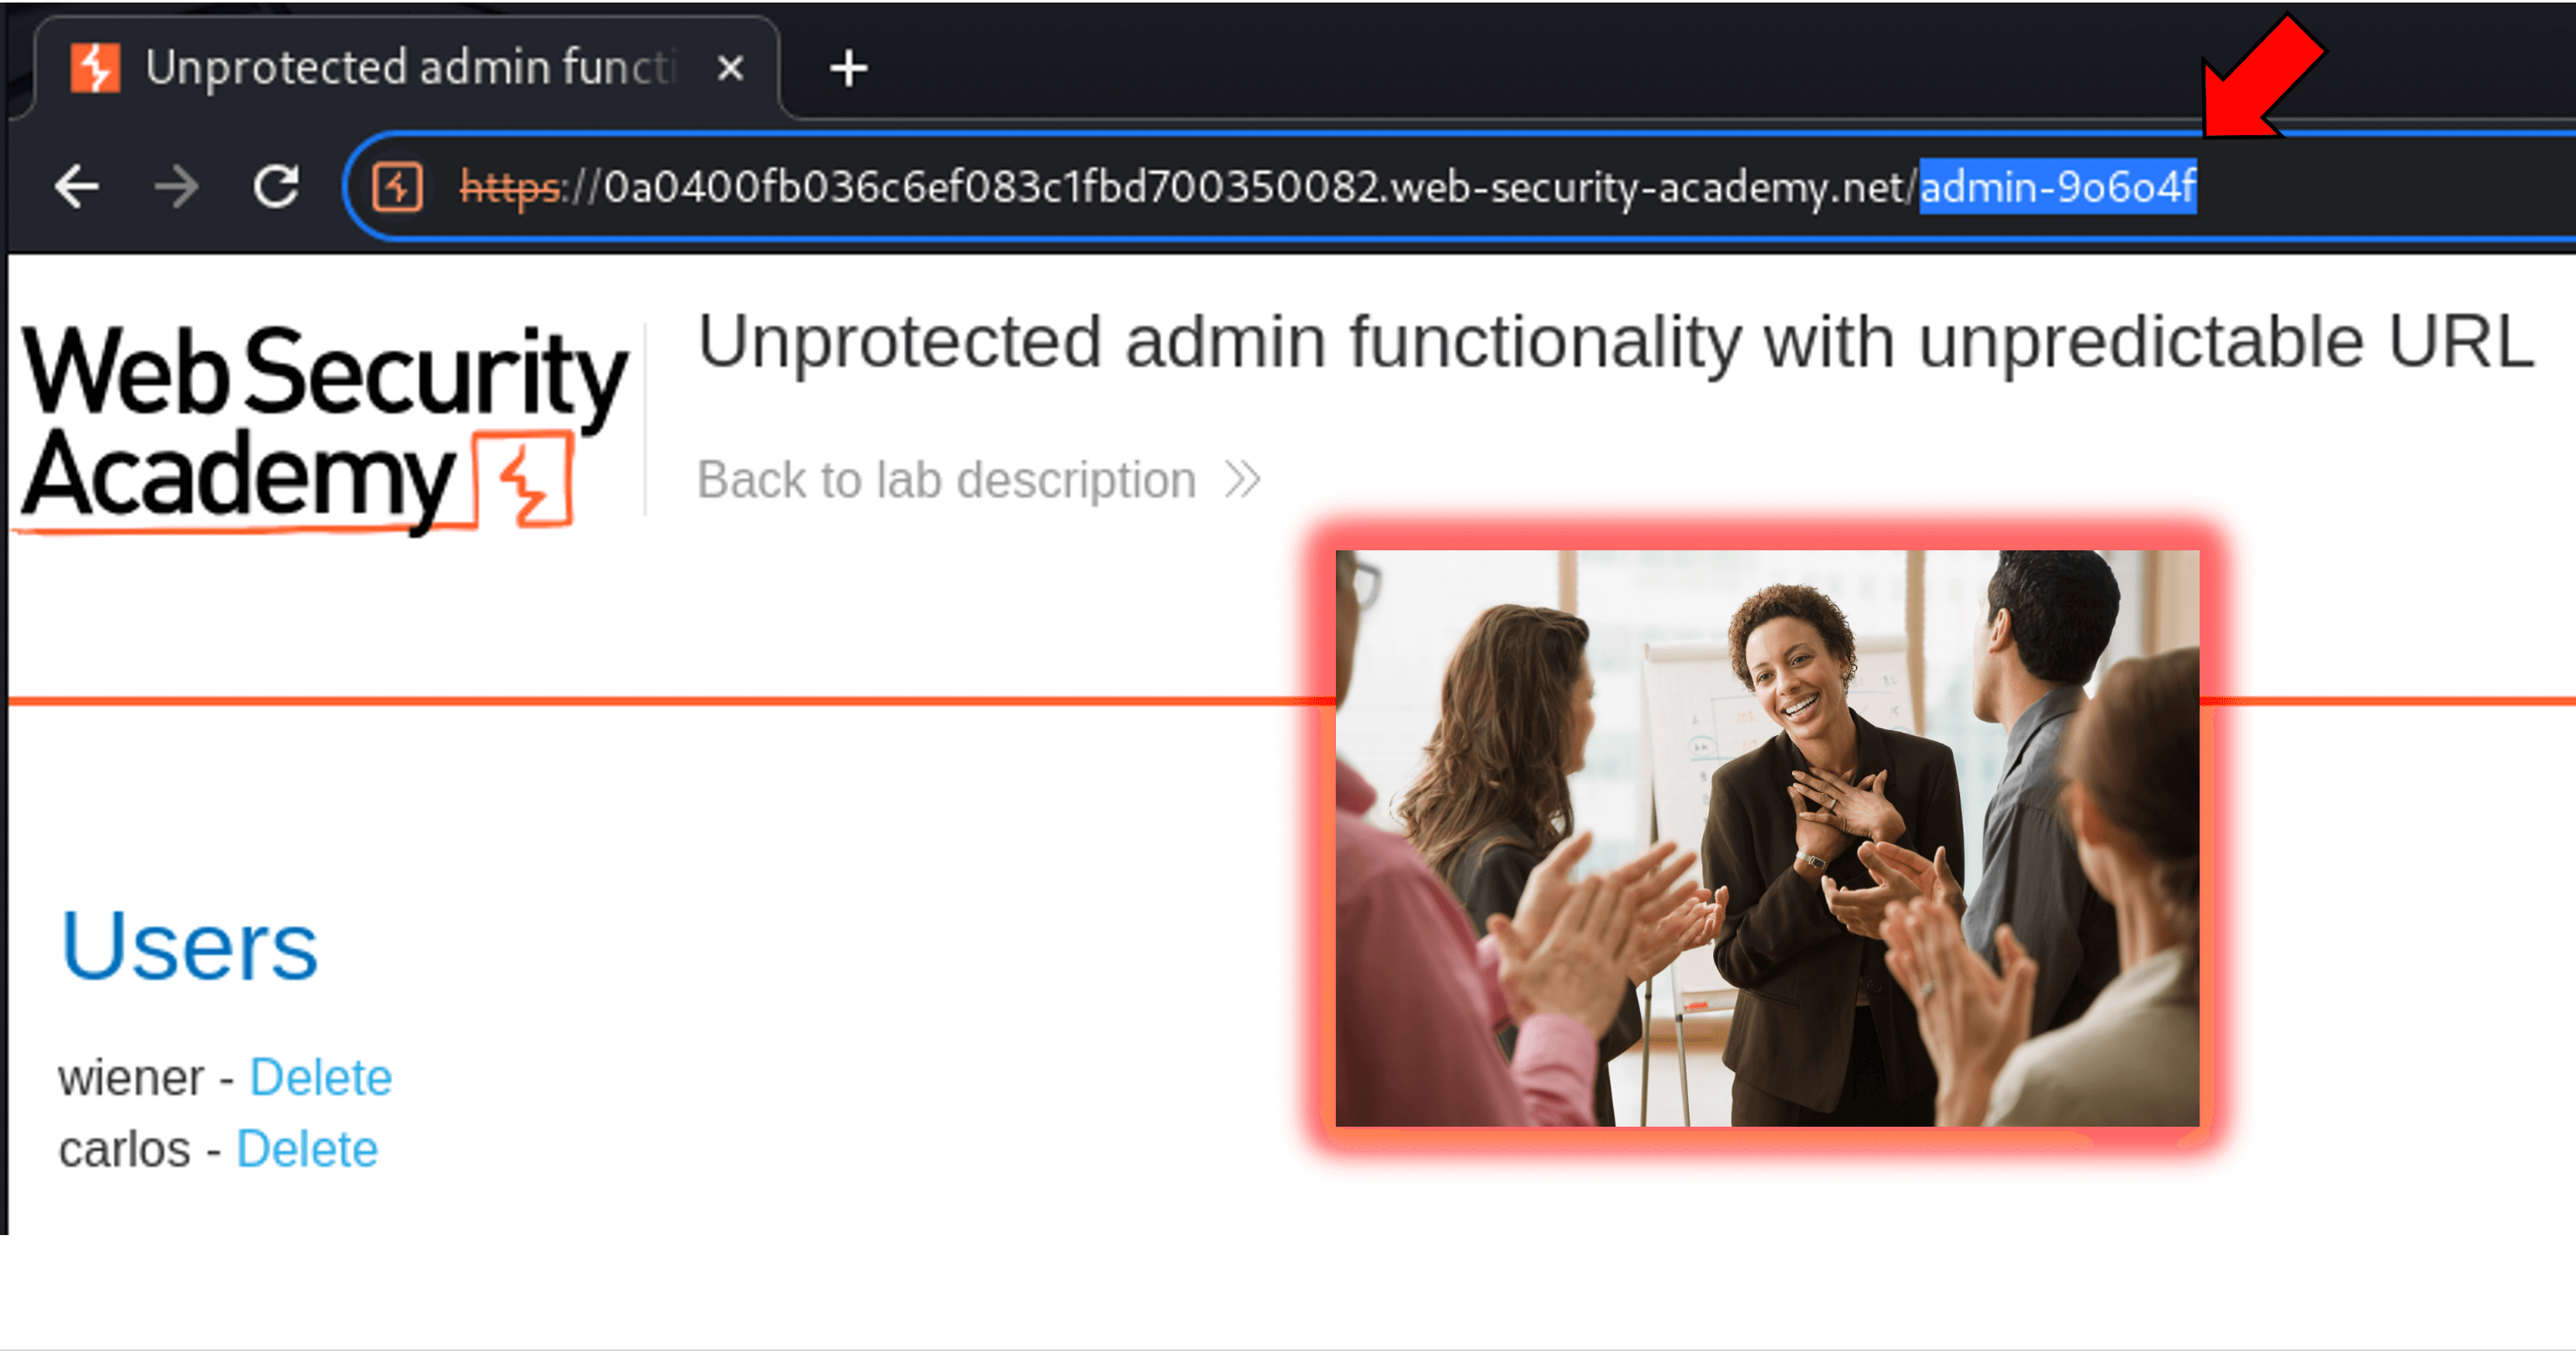 Unprotected admin functi
https://0a0400fb036c6ef083c1fbd700350082.web-security-academy.net/admin-9o6o4f
Web Security
Academy
Unprotected admin functionality with unpredictable URL
Back to lab description
Users
wiener - Delete
carlos - Delete